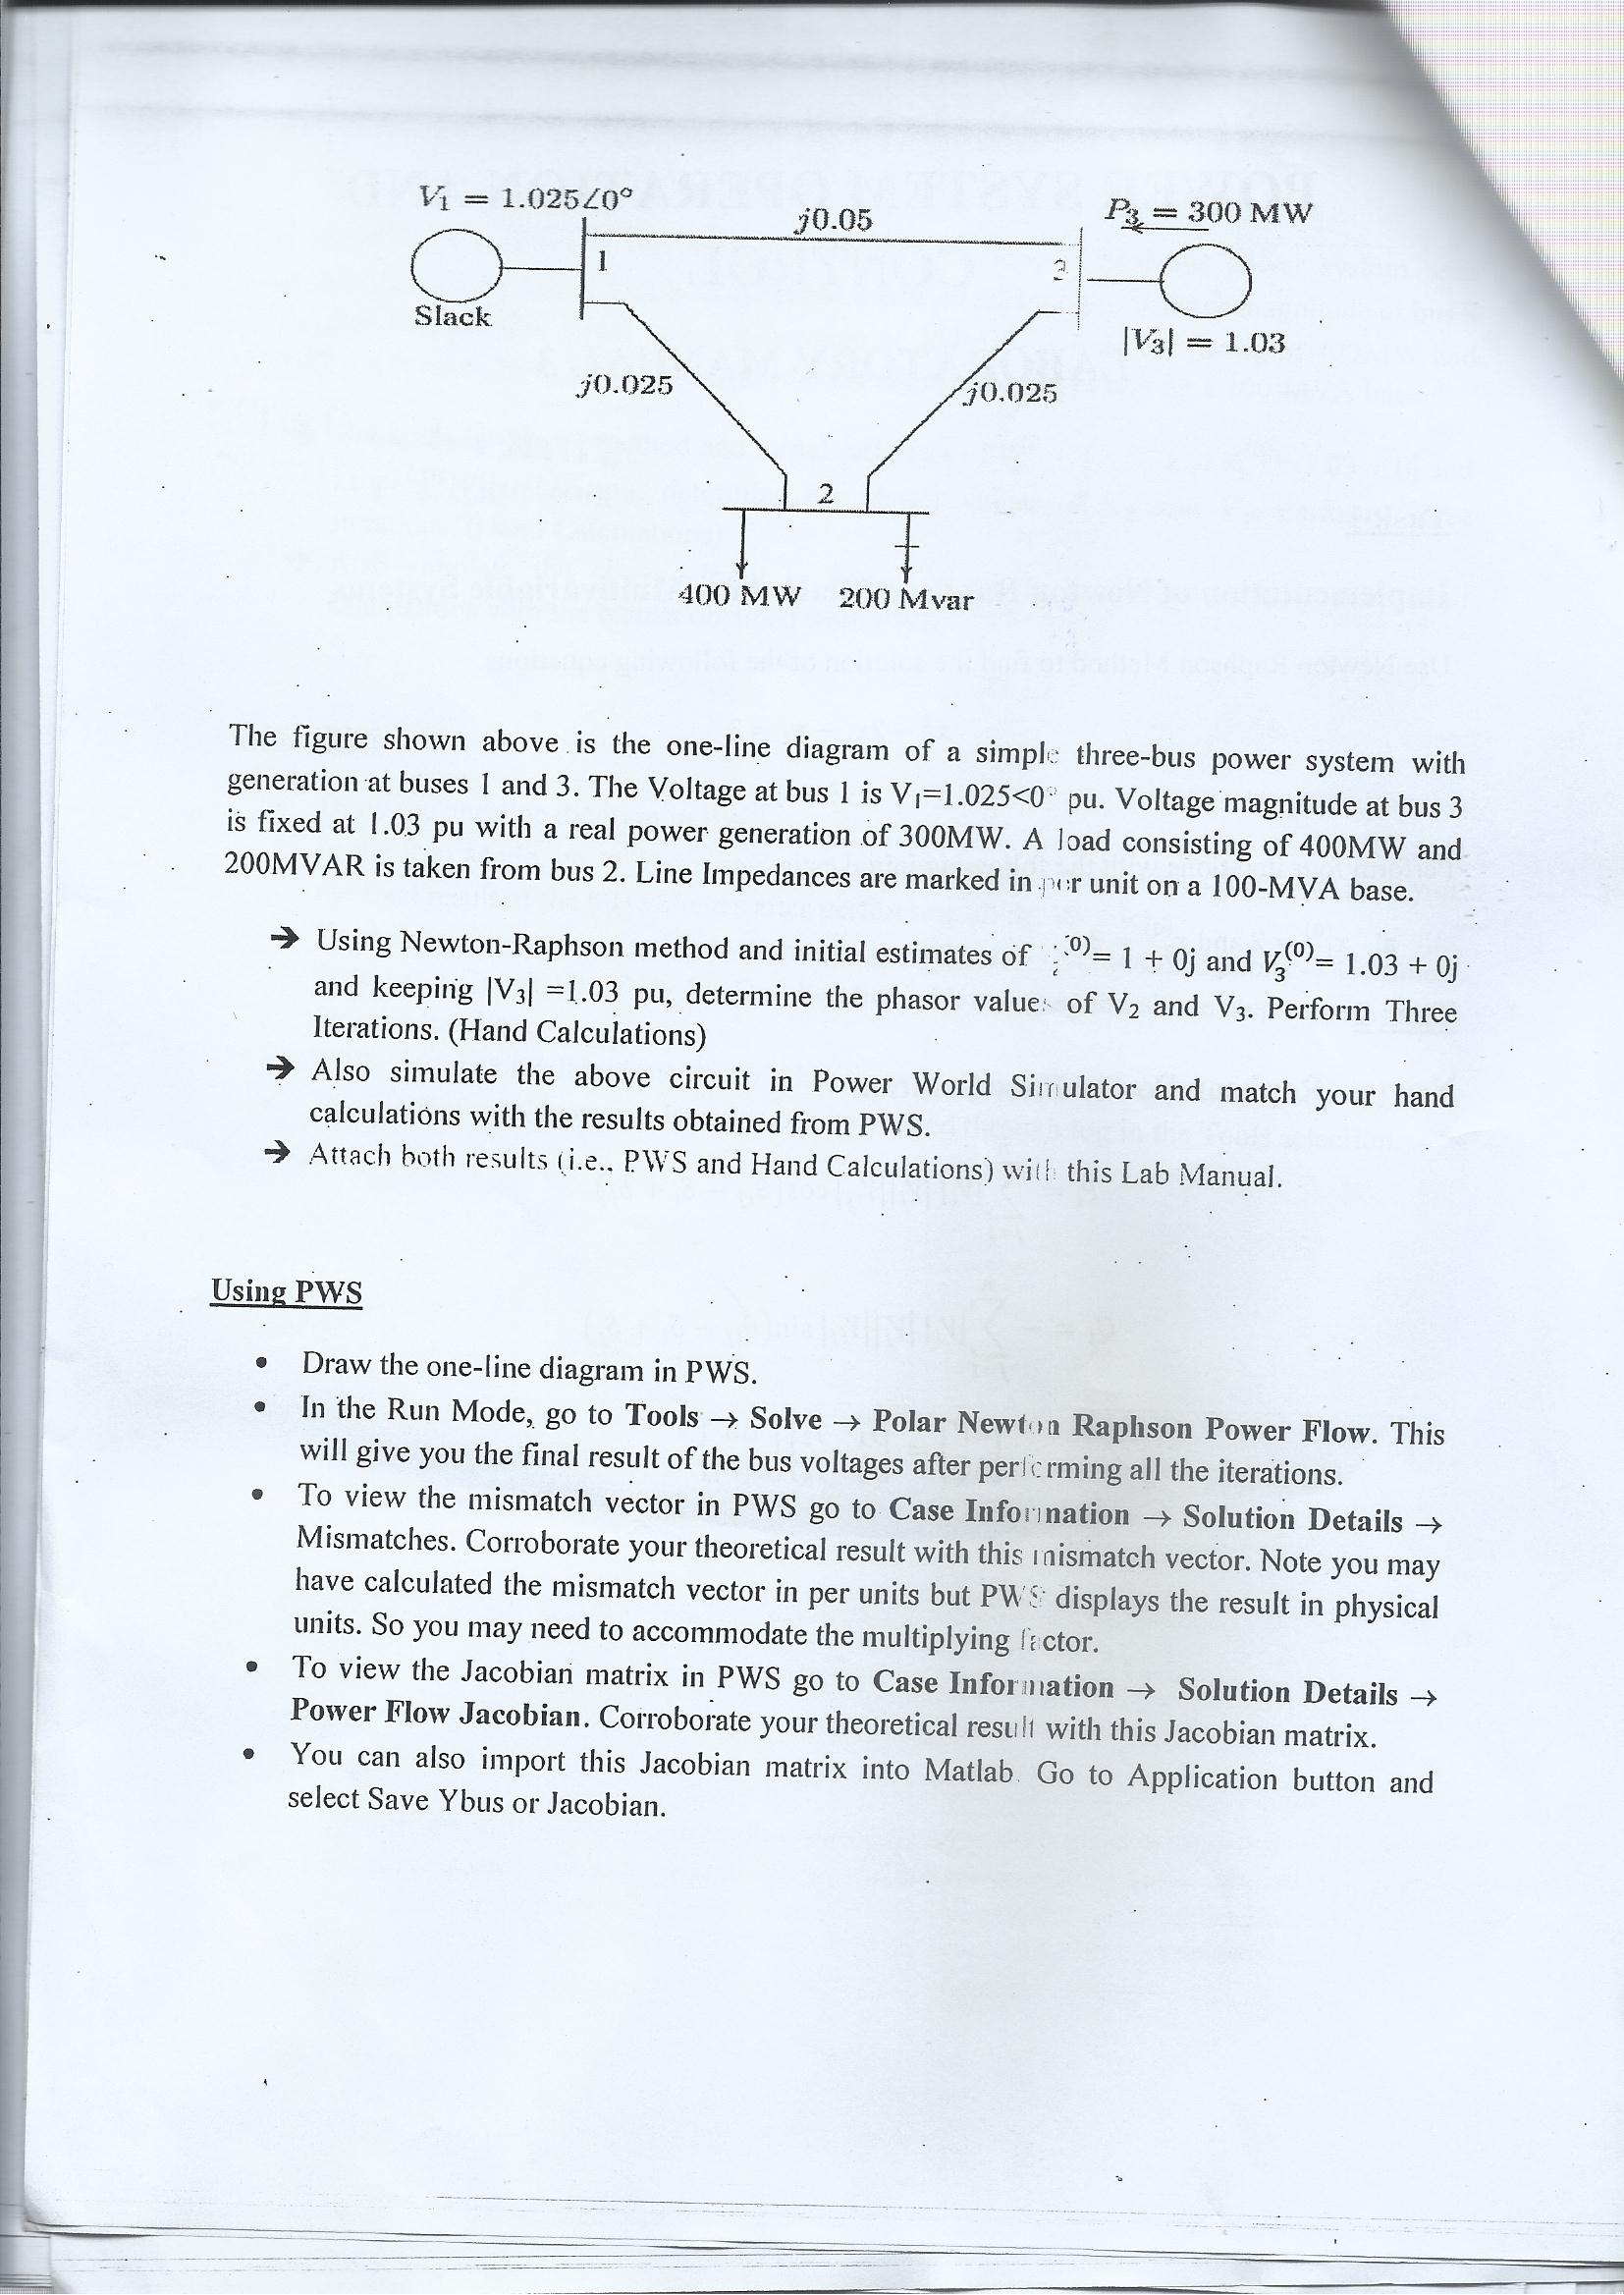 V₁ = 1.025∠0°
j0.05
P₃ = 300 MW
1
3
Slack
|V₃| = 1.03
j0.025
j0.025
2
400 MW 200 Mvar
The figure shown above is the one-line diagram of a simple three-bus power system with
generation at buses 1 and 3. The Voltage at bus 1 is V₁=1.025<0° pu. Voltage magnitude at bus 3
is fixed at 1.03 pu with a real power generation of 300MW. A load consisting of 400MW and
200MVAR is taken from bus 2. Line Impedances are marked in per unit on a 100-MVA base.
→ Using Newton-Raphson method and initial estimates of ⁽⁰⁾= 1 + 0j and V₃⁽⁰⁾= 1.03 + 0j
and keeping |V₃| =1.03 pu, determine the phasor values of V₂ and V₃. Perform Three
Iterations. (Hand Calculations)
→ Also simulate the above circuit in Power World Simulator and match your hand
calculations with the results obtained from PWS.
→ Attach both results (i.e., PWS and Hand Calculations) with this Lab Manual.
Using PWS
• Draw the one-line diagram in PWS.
• In the Run Mode, go to Tools → Solve → Polar Newton Raphson Power Flow. This
will give you the final result of the bus voltages after performing all the iterations.
• To view the mismatch vector in PWS go to Case Information → Solution Details →
Mismatches. Corroborate your theoretical result with this mismatch vector. Note you may
have calculated the mismatch vector in per units but PWS displays the result in physical
units. So you may need to accommodate the multiplying factor.
• To view the Jacobian matrix in PWS go to Case Information → Solution Details →
Power Flow Jacobian. Corroborate your theoretical result with this Jacobian matrix.
• You can also import this Jacobian matrix into Matlab. Go to Application button and
select Save Ybus or Jacobian.